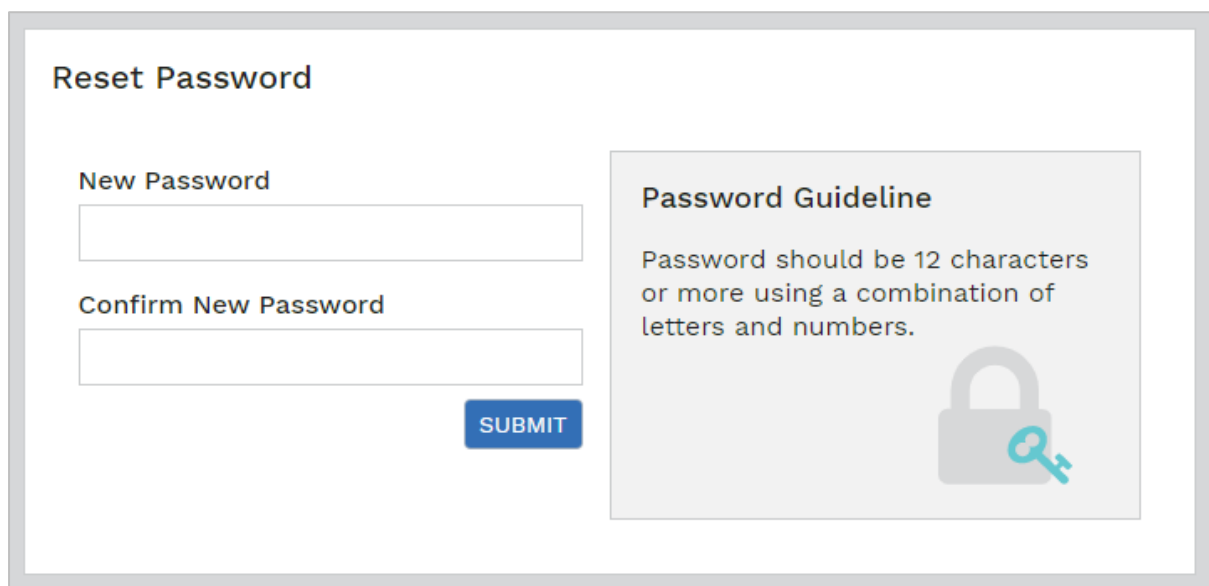 Reset Password
New Password
Confirm New Password
SUBMIT
Password Guideline
Password should be 12 characters
or more using a combination of
letters and numbers.